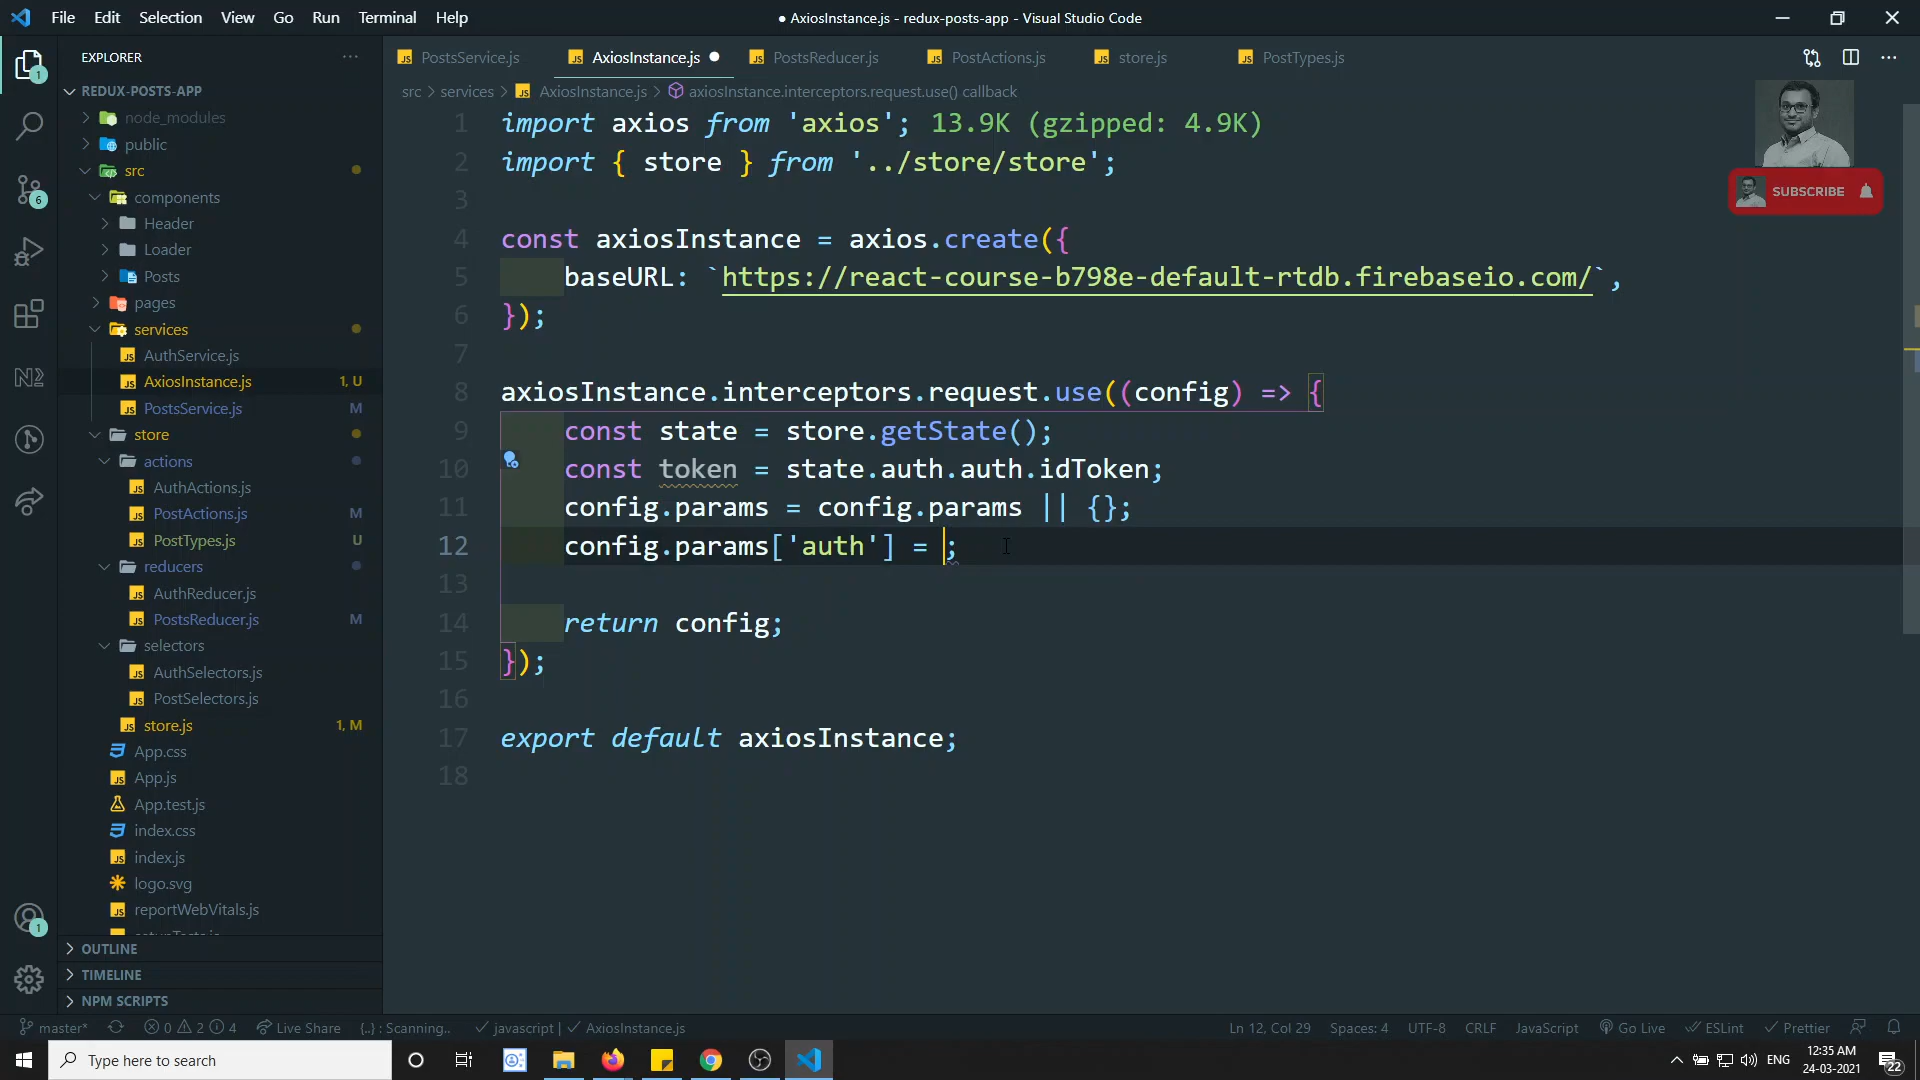 File Edit Selection View Go Run Terminal Help
● AxiosInstance.js - redux-posts-app - Visual Studio Code
EXPLORER
PostsService.js AxiosInstance.js PostsReducer.js PostActions.js store.js PostTypes.js
src > services > AxiosInstance.js > axiosInstance.interceptors.request.use() callback
REDUX-POSTS-APP
node_modules
public
src
components
Header
Loader
Posts
pages
services
AuthService.js
AxiosInstance.js 1, U
PostsService.js M
store
actions
AuthActions.js
PostActions.js M
PostTypes.js U
reducers
AuthReducer.js
PostsReducer.js M
selectors
AuthSelectors.js
PostSelectors.js
store.js 1, M
App.css
App.js
App.test.js
index.css
index.js
logo.svg
reportWebVitals.js
OUTLINE
TIMELINE
NPM SCRIPTS
1
6
1
1 import axios from 'axios'; 13.9K (gzipped: 4.9K)
2 import { store } from '../store/store';
3
4 const axiosInstance = axios.create({
5 baseURL: `https://react-course-b798e-default-rtdb.firebaseio.com/`,
6 });
7
8 axiosInstance.interceptors.request.use((config) => {
9 const state = store.getState();
10 const token = state.auth.auth.idToken;
11 config.params = config.params || {};
12 config.params['auth'] = ;
13
14 return config;
15 });
16
17 export default axiosInstance;
18
SUBSCRIBE
master* 0 2 4 Live Share {..} : Scanning.. javascript | AxiosInstance.js
Ln 12, Col 29 Spaces: 4 UTF-8 CRLF JavaScript Go Live ESLint Prettier
Type here to search
ENG
12:35 AM
24-03-2021
22